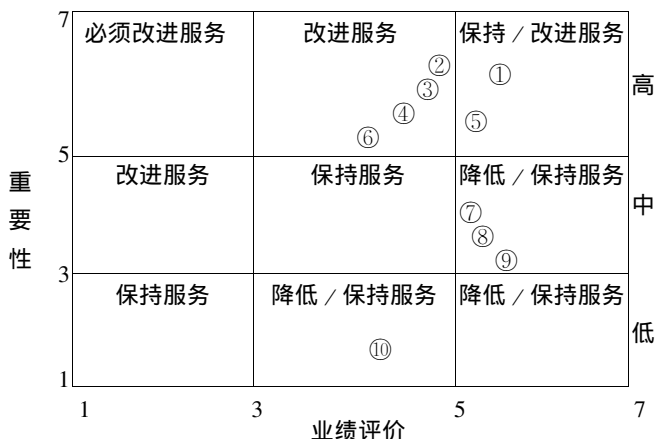 7
必须改进服务 改进服务 保持/改进服务
② ①
③
高
④ ⑤
⑥
5
改进服务 保持服务 降低/保持服务
重要性
中
⑦
⑧
⑨
3
保持服务 降低/保持服务 降低/保持服务
低
⑩
1
1 3 5 7
业绩评价